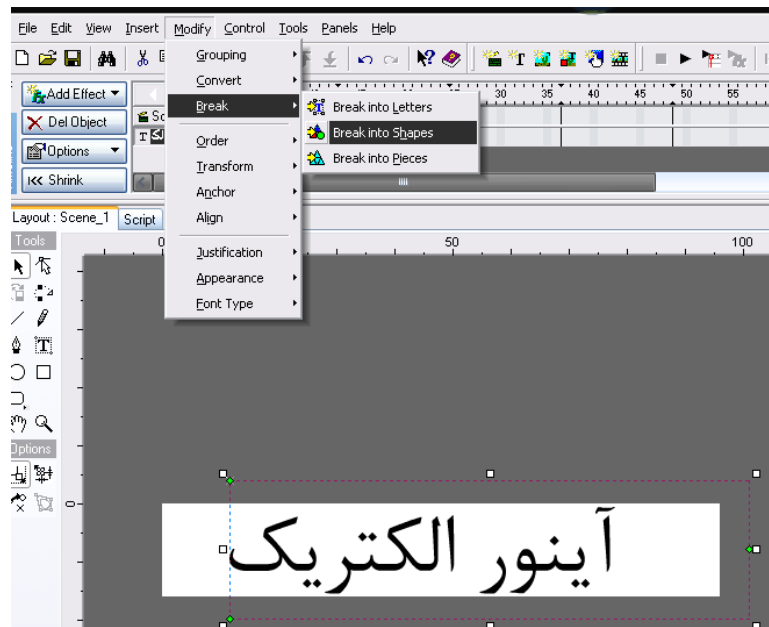 File Edit View Insert Modify Control Tools Panels Help
Add Effect
Del Object
Options
Shrink
Grouping
Convert
Break
Order
Transform
Anchor
Align
Justification
Appearance
Font Type
Break into Letters
Break into Shapes
Break into Pieces
30 35 40 45 50 55
Layout : Scene_1 Script
Tools
0 50 100
Options
0
آینور الکتریک